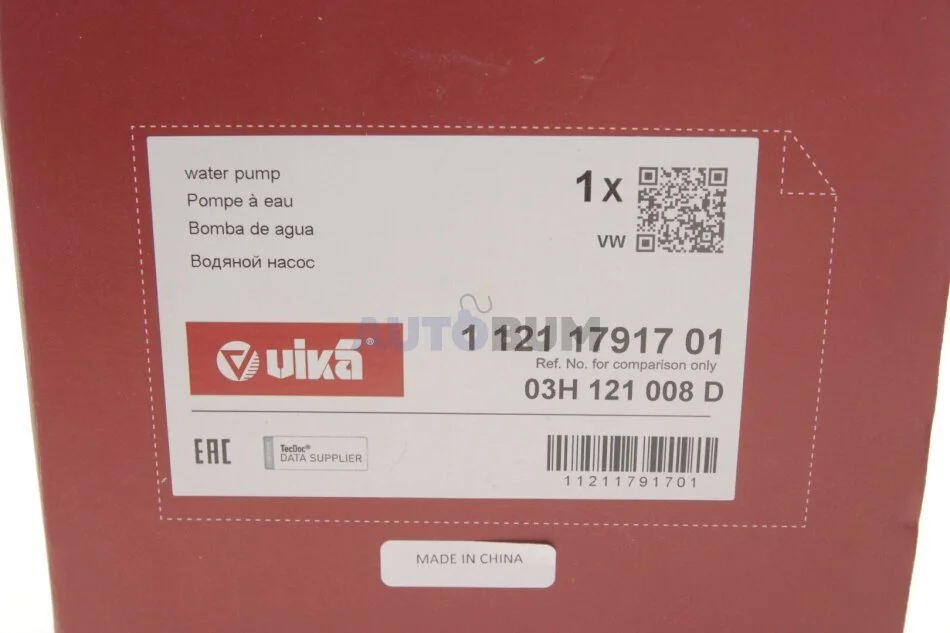 water pump
Pompe à eau
Bomba de agua
Водяной насос
1x
VW
vika®
AUTOBUM
1 121 17917 01
Ref. No. for comparison only
03H 121 008 D
EAC
TecDoc®
DATA SUPPLIER
11211791701
MADE IN CHINA